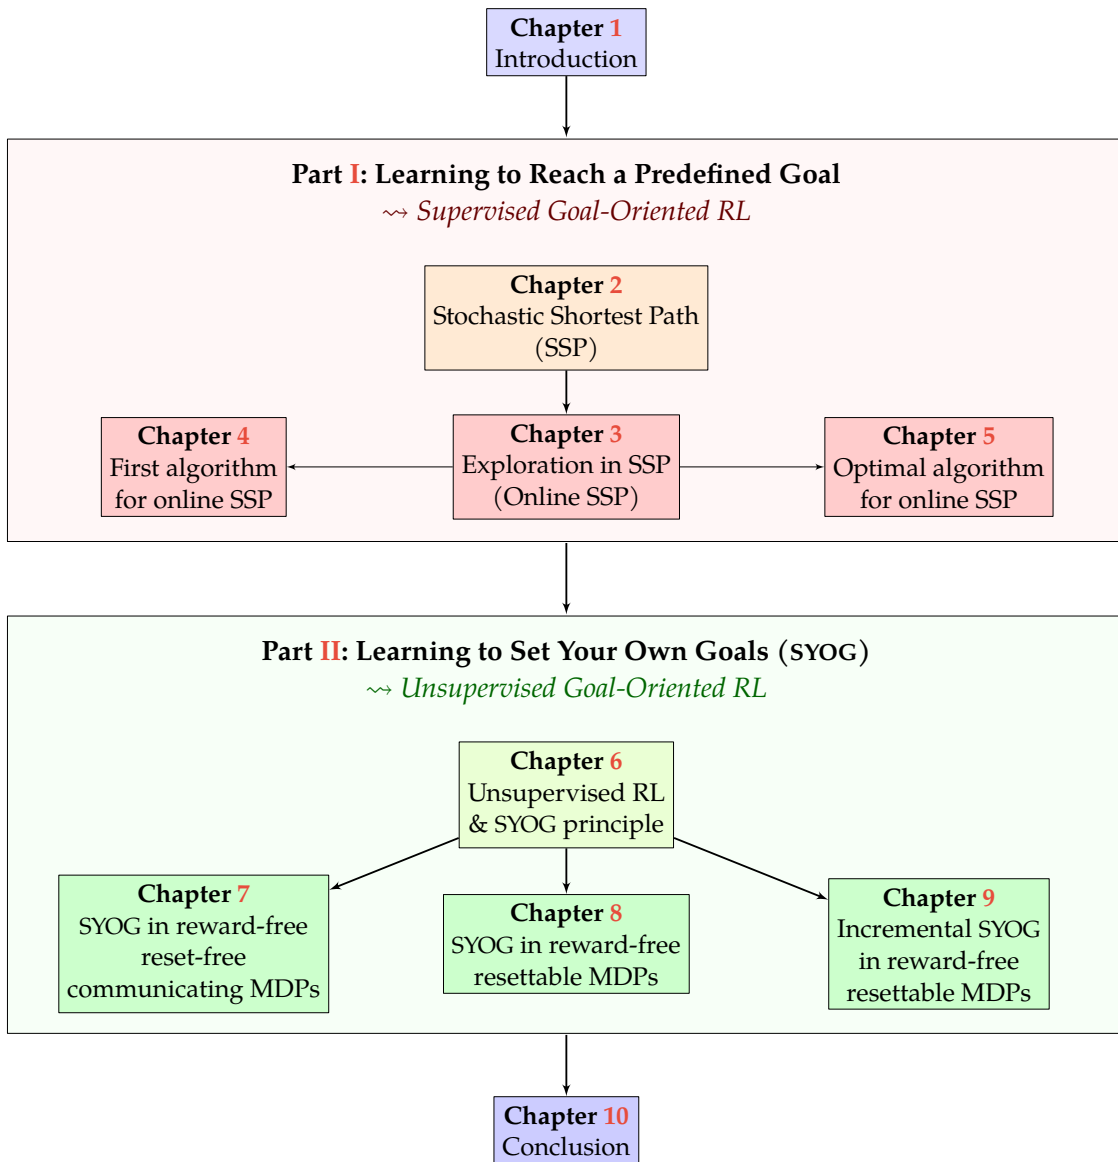 Chapter 1
Introduction
Part I: Learning to Reach a Predefined Goal
⇝ Supervised Goal-Oriented RL
Chapter 2
Stochastic Shortest Path
(SSP)
Chapter 4
First algorithm
for online SSP
Chapter 3
Exploration in SSP
(Online SSP)
Chapter 5
Optimal algorithm
for online SSP
Part II: Learning to Set Your Own Goals (SYOG)
⇝ Unsupervised Goal-Oriented RL
Chapter 6
Unsupervised RL
& SYOG principle
Chapter 7
SYOG in reward-free
reset-free
communicating MDPs
Chapter 8
SYOG in reward-free
resettable MDPs
Chapter 9
Incremental SYOG
in reward-free
resettable MDPs
Chapter 10
Conclusion